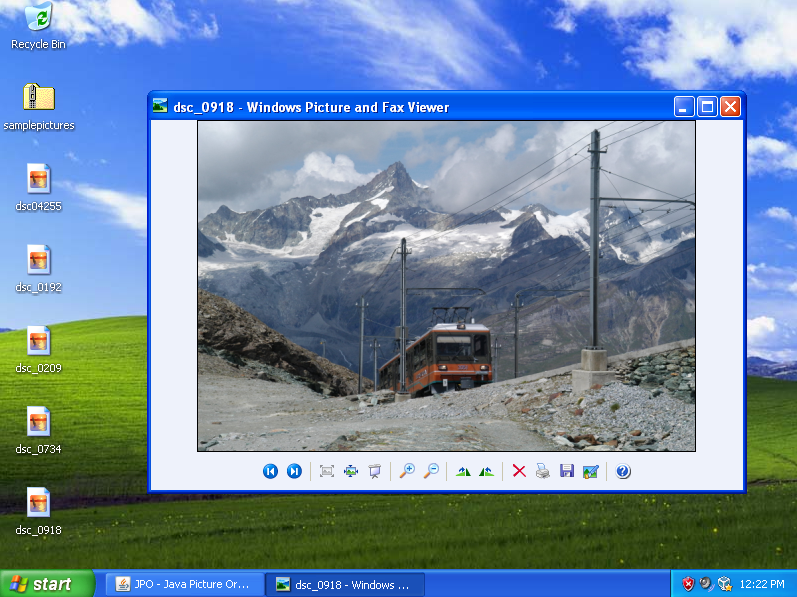 Recycle Bin
samplepictures
dsc04255
dsc_0192
dsc_0209
dsc_0734
dsc_0918
dsc_0918 - Windows Picture and Fax Viewer
start
JPO - Java Picture Or...
dsc_0918 - Windows ...
12:22 PM